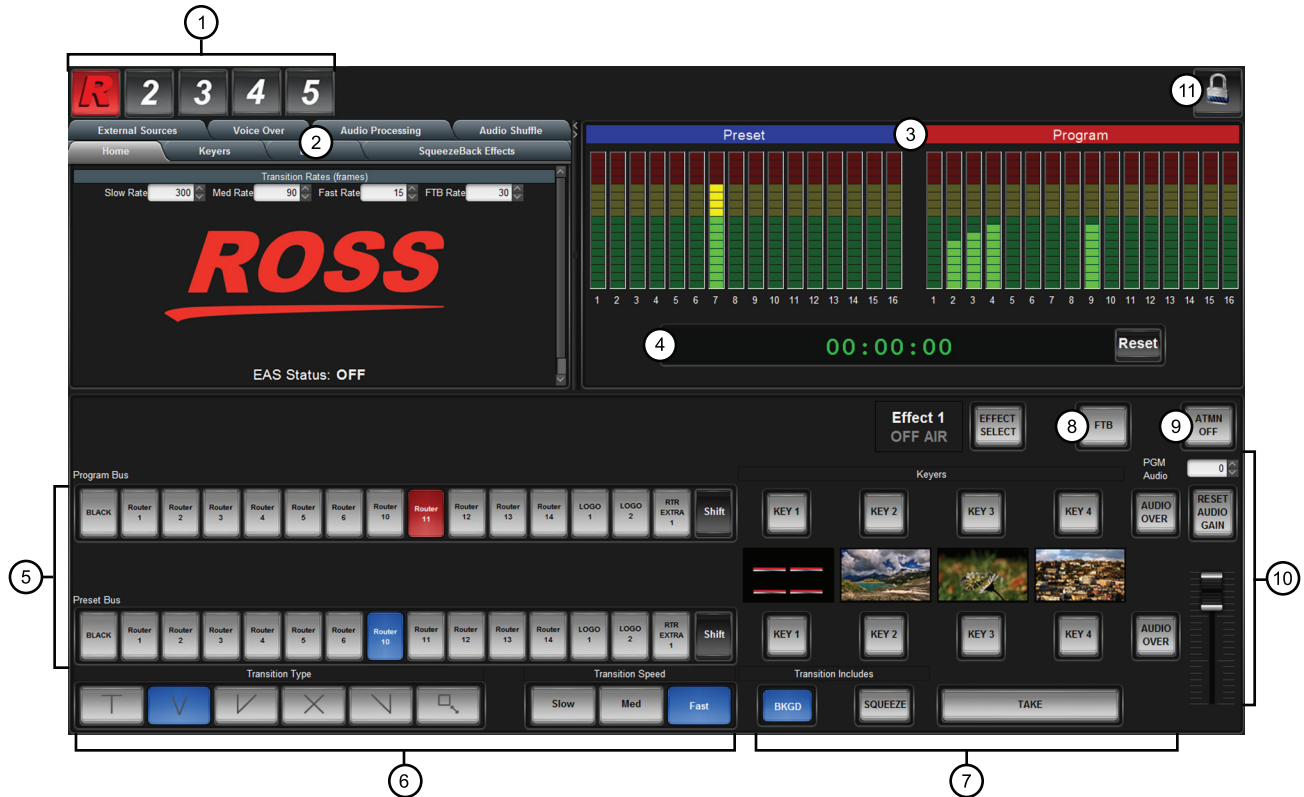 1
R 2 3 4 5
11
External Sources Voice Over Audio Processing Audio Shuffle
2
Home Keyers SqueezeBack Effects
Transition Rates (frames)
Slow Rate 300 Med Rate 90 Fast Rate 15 FTB Rate 30
ROSS
EAS Status: OFF
Preset 3 Program
1 2 3 4 5 6 7 8 9 10 11 12 13 14 15 16
1 2 3 4 5 6 7 8 9 10 11 12 13 14 15 16
4 00:00:00 Reset
Effect 1
OFF AIR
EFFECT
SELECT
8 FTB
9 ATMN
OFF
PGM
Audio
0
Program Bus
Keyers
BLACK
Router
1
Router
2
Router
3
Router
4
Router
5
Router
6
Router
10
Router
11
Router
12
Router
13
Router
14
LOGO
1
LOGO
2
RTR
EXTRA
1
Shift
KEY 1 KEY 2 KEY 3 KEY 4
AUDIO
OVER
RESET
AUDIO
GAIN
5
10
Preset Bus
BLACK
Router
1
Router
2
Router
3
Router
4
Router
5
Router
6
Router
10
Router
11
Router
12
Router
13
Router
14
LOGO
1
LOGO
2
RTR
EXTRA
1
Shift
KEY 1 KEY 2 KEY 3 KEY 4
AUDIO
OVER
Transition Type Transition Speed Transition Includes
Slow Med Fast BKGD SQUEEZE TAKE
6 7